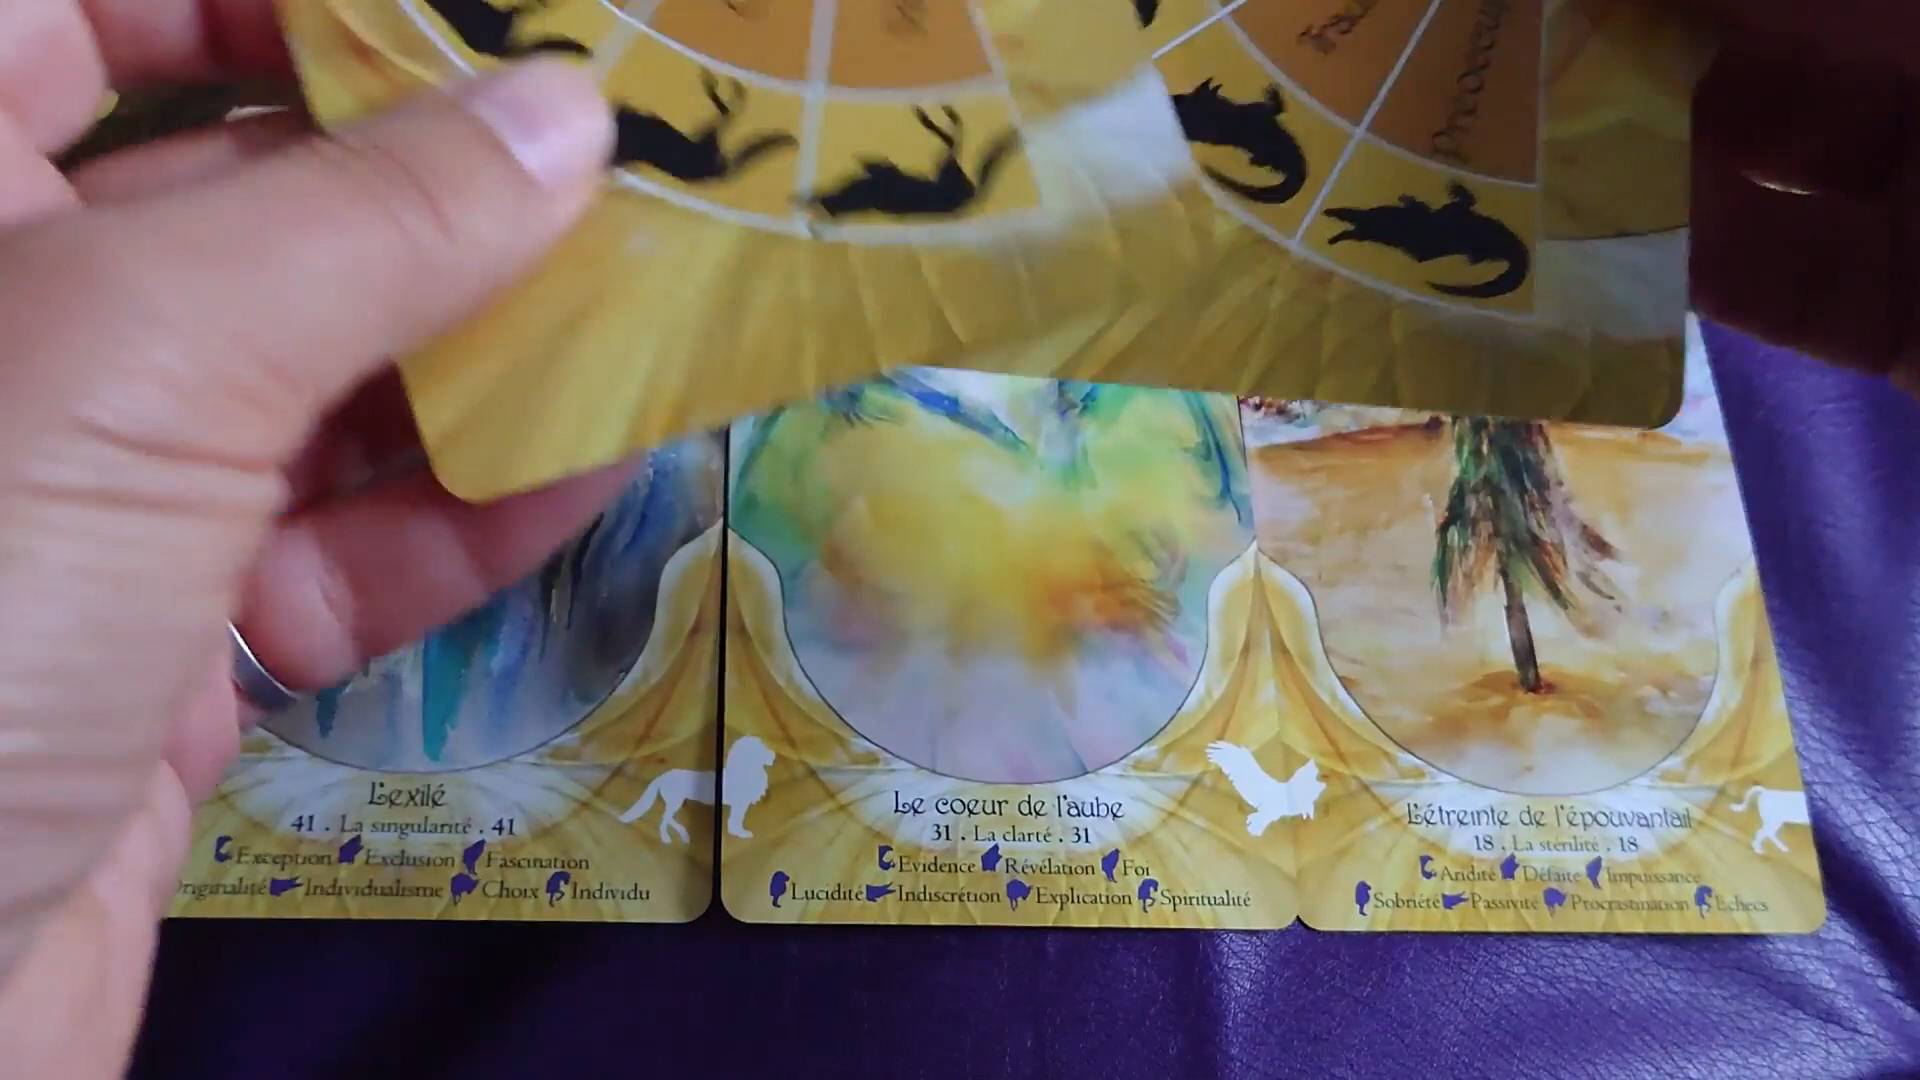 L'exilé
41 . La singularité . 41
Exception Exclusion Fascination
Originalité Individualisme Choix Individu
Le coeur de l'aube
31 . La clarté . 31
Evidence Révélation Foi
Lucidité Indiscrétion Explication Spiritualité
L'étreinte de l'épouvantail
18 . La stérilité . 18
Aridité Défaite Impuissance
Sobriété Passivité Procrastination Echecs